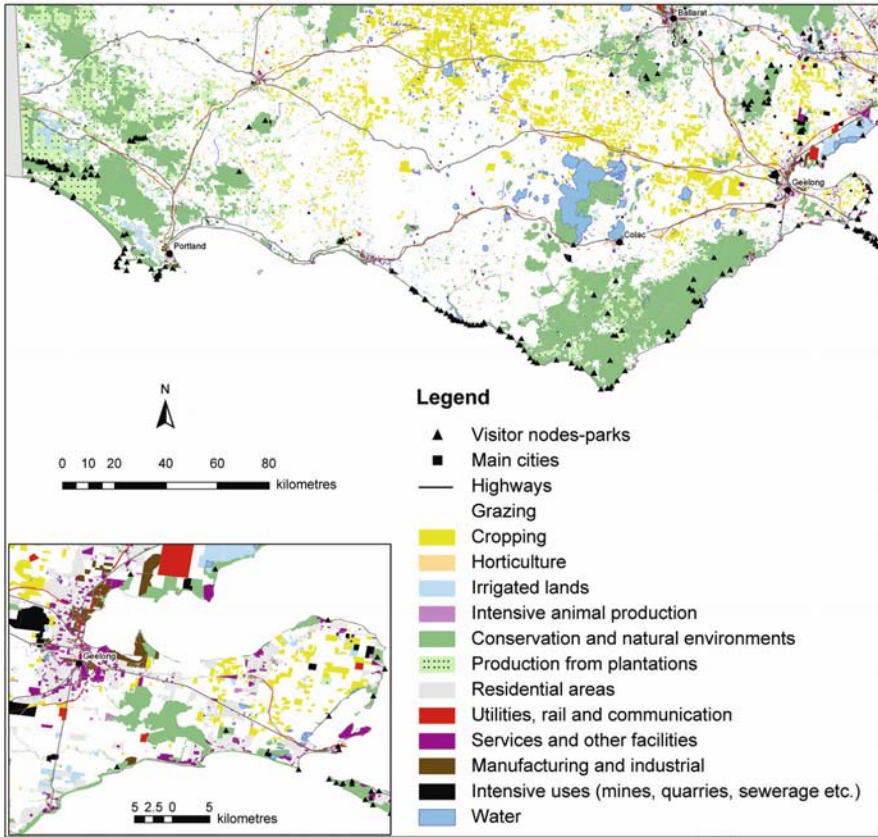 Ballarat
Geelong
Colac
Portland
N
0 10 20 40 60 80
kilometres
Legend
Visitor nodes-parks
Main cities
Highways
Grazing
Cropping
Horticulture
Irrigated lands
Intensive animal production
Conservation and natural environments
Production from plantations
Residential areas
Utilities, rail and communication
Services and other facilities
Manufacturing and industrial
Intensive uses (mines, quarries, sewerage etc.)
Water
Geelong
5 2.5 0 5
kilometres